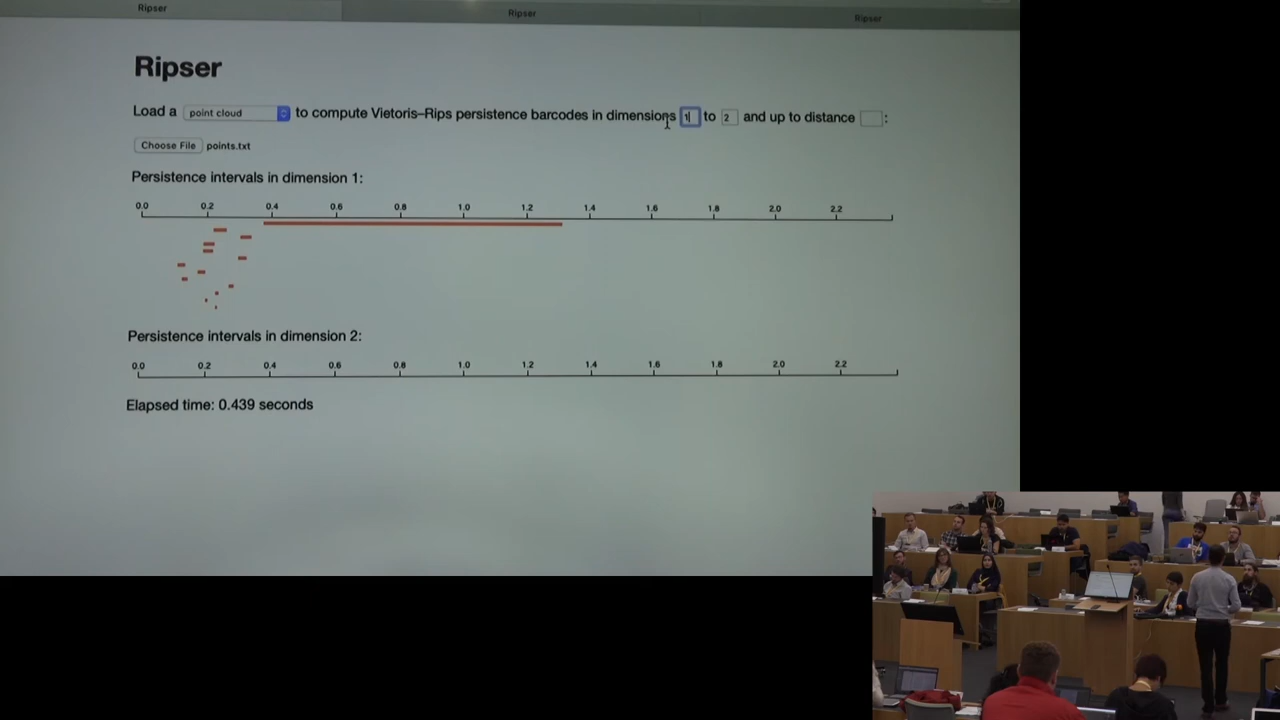 Ripser Ripser Ripser
Ripser
Load a point cloud to compute Vietoris–Rips persistence barcodes in dimensions 1 to 2 and up to distance :
Choose File points.txt
Persistence intervals in dimension 1:
0.0 0.2 0.4 0.6 0.8 1.0 1.2 1.4 1.6 1.8 2.0 2.2
Persistence intervals in dimension 2:
0.0 0.2 0.4 0.6 0.8 1.0 1.2 1.4 1.6 1.8 2.0 2.2
Elapsed time: 0.439 seconds